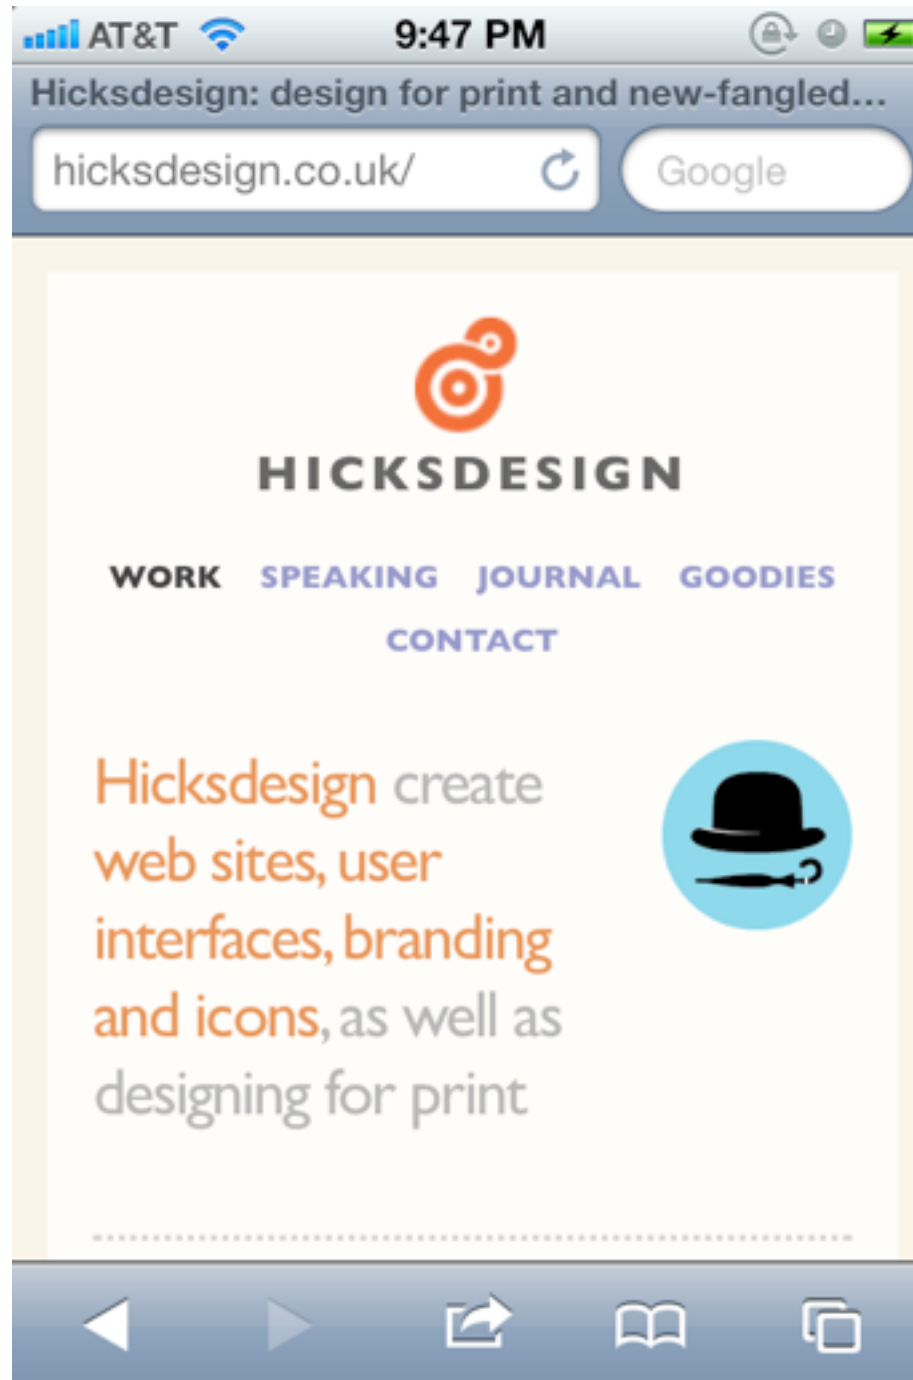 AT&T 9:47 PM
Hicksdesign: design for print and new-fangled...
hicksdesign.co.uk/ Google
HICKSDESIGN
WORK SPEAKING JOURNAL GOODIES
CONTACT
Hicksdesign create
web sites, user
interfaces, branding
and icons, as well as
designing for print